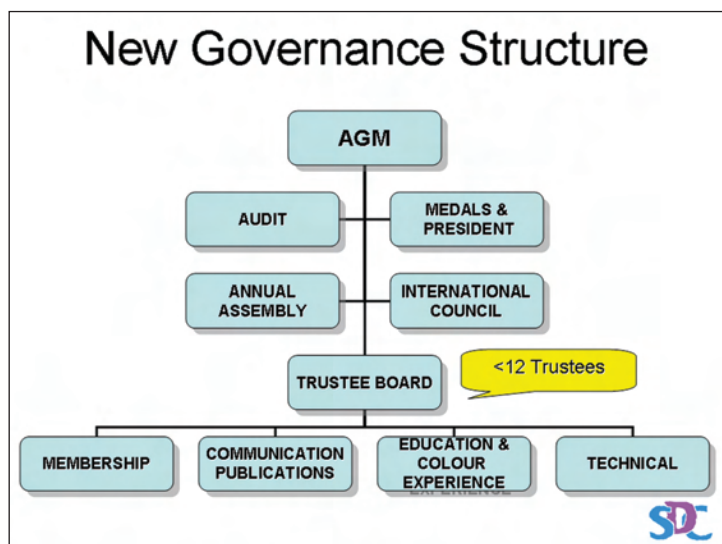 New Governance Structure
AGM
AUDIT
MEDALS &
PRESIDENT
ANNUAL
ASSEMBLY
INTERNATIONAL
COUNCIL
TRUSTEE BOARD
<12 Trustees
MEMBERSHIP
COMMUNICATION
PUBLICATIONS
EDUCATION &
COLOUR
EXPERIENCE
TECHNICAL
SDC